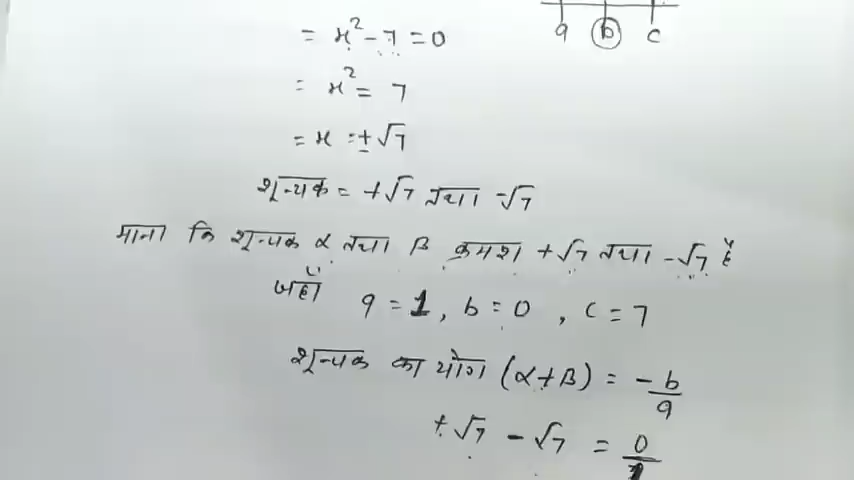 a b c
= x² - 7 = 0
= x² = 7
= x = ±√7
शून्यक = +√7 तथा -√7
माना कि शून्यक α तथा β क्रमश +√7 तथा -√7 हैं
जहाँ a = 1, b = 0, c = 7
शून्यक का योग (α+β) = -b/a
+√7 - √7 = 0/1